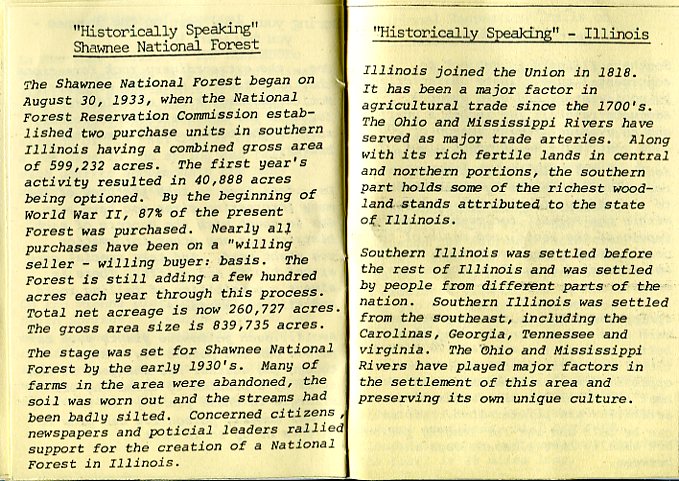 "Historically Speaking"
Shawnee National Forest
The Shawnee National Forest began on
August 30, 1933, when the National
Forest Reservation Commission estab-
lished two purchase units in southern
Illinois having a combined gross area
of 599,232 acres. The first year's
activity resulted in 40,888 acres
being optioned. By the beginning of
World War II, 87% of the present
Forest was purchased. Nearly all
purchases have been on a "willing
seller - willing buyer: basis. The
Forest is still adding a few hundred
acres each year through this process.
Total net acreage is now 260,727 acres.
The gross area size is 839,735 acres.
The stage was set for Shawnee National
Forest by the early 1930's. Many of
farms in the area were abandoned, the
soil was worn out and the streams had
been badly silted. Concerned citizens,
newspapers and poticial leaders rallied
support for the creation of a National
Forest in Illinois.
"Historically Speaking" - Illinois
Illinois joined the Union in 1818.
It has been a major factor in
agricultural trade since the 1700's.
The Ohio and Mississippi Rivers have
served as major trade arteries. Along
with its rich fertile lands in central
and northern portions, the southern
part holds some of the richest wood-
land stands attributed to the state
of Illinois.
Southern Illinois was settled before
the rest of Illinois and was settled
by people from different parts of the
nation. Southern Illinois was settled
from the southeast, including the
Carolinas, Georgia, Tennessee and
virginia. The Ohio and Mississippi
Rivers have played major factors in
the settlement of this area and
preserving its own unique culture.